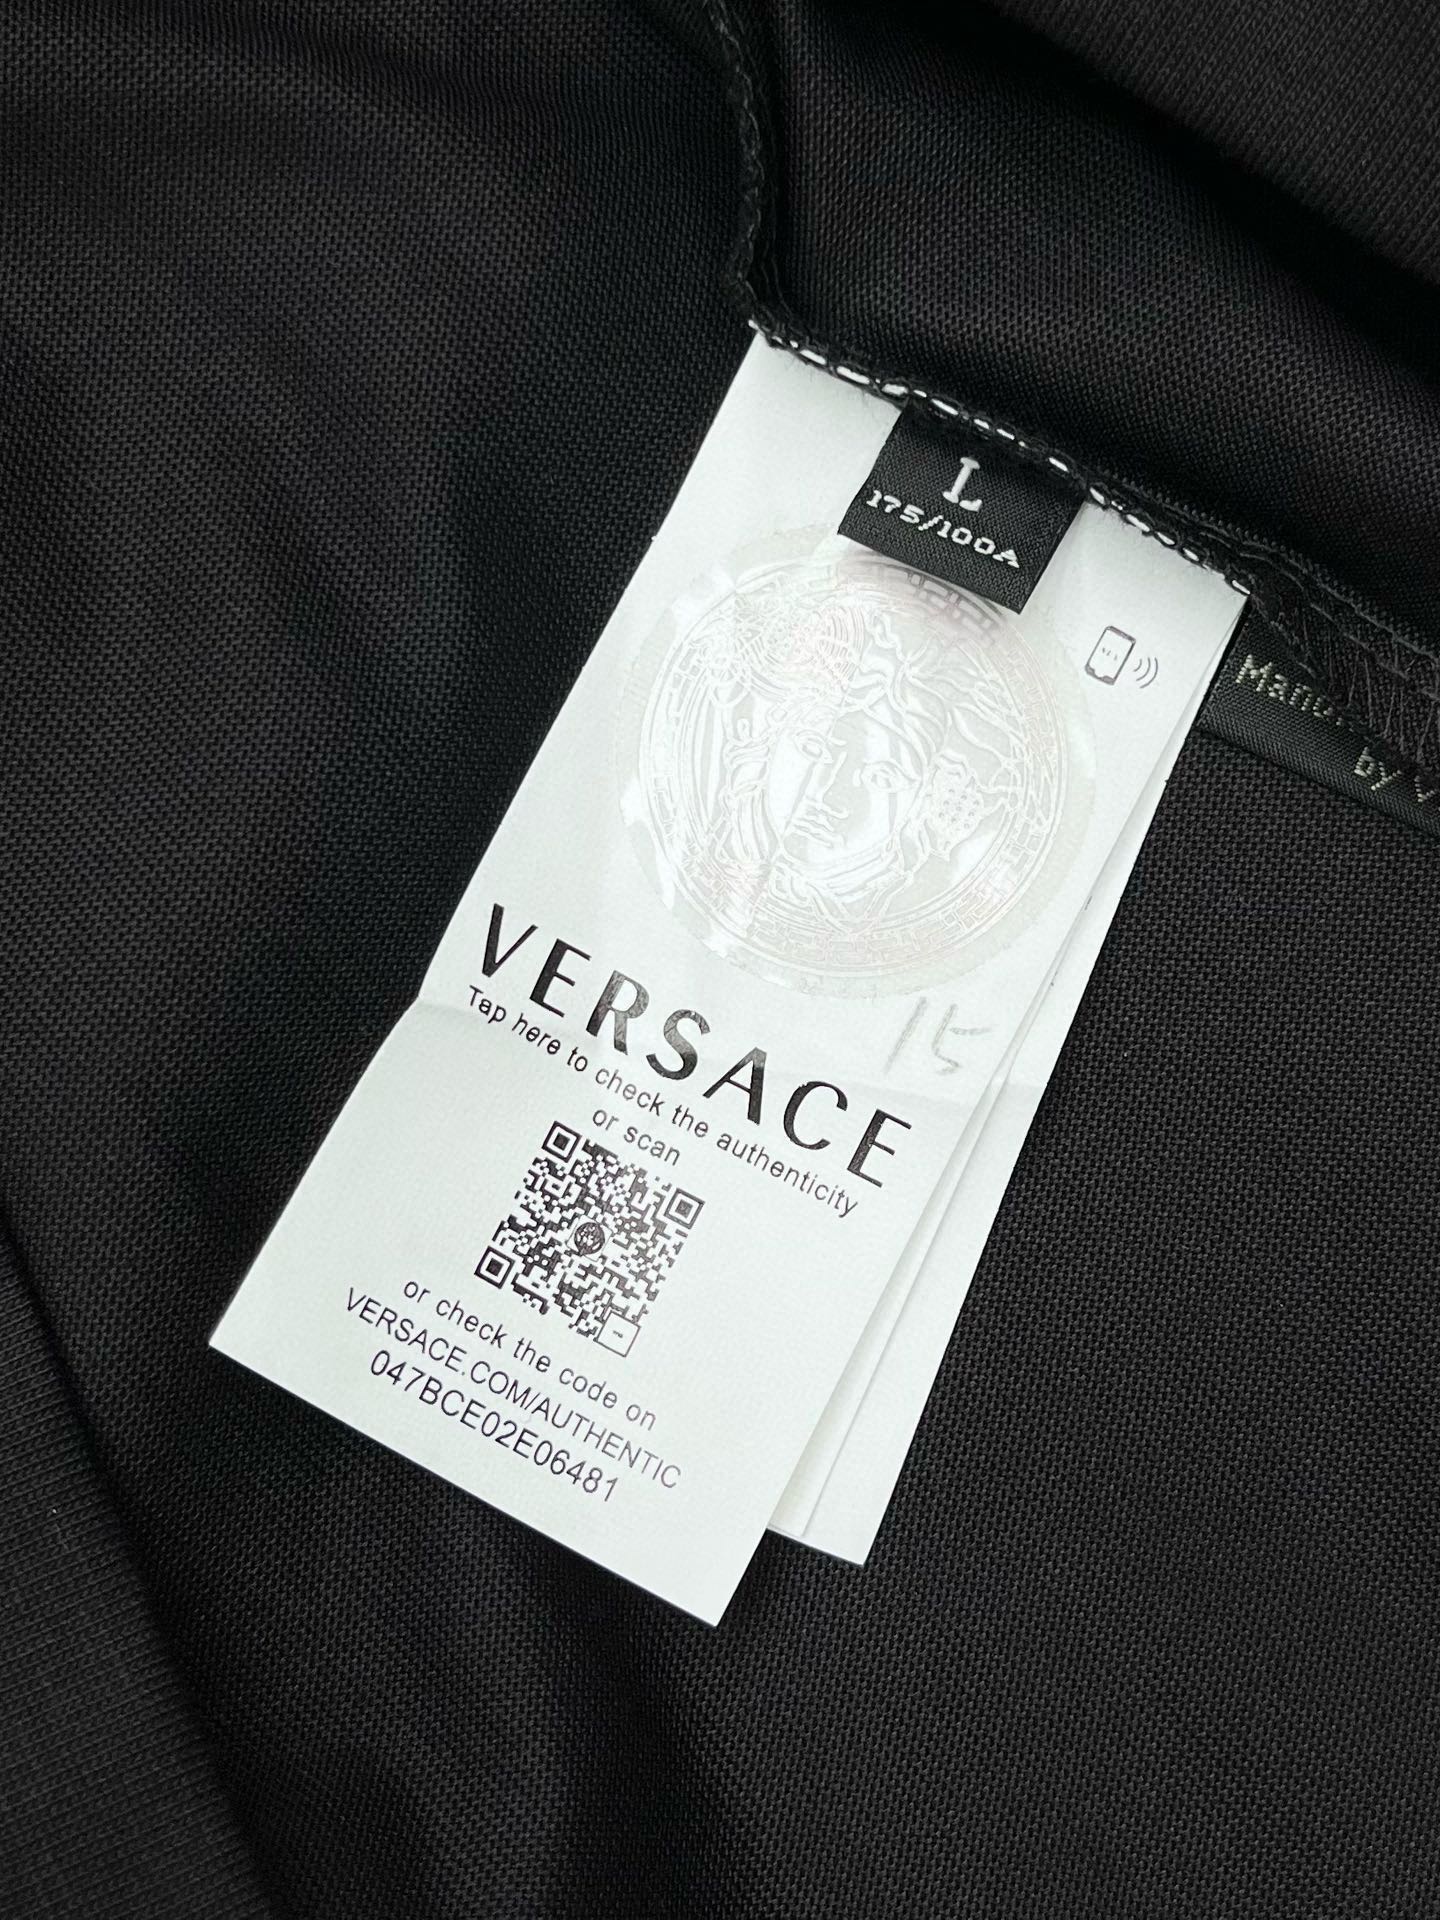 L
175/100A
VERSACE
Tap here to check the authenticity
or scan
or check the code on
VERSACE.COM/AUTHENTIC
047BCE02E06481
15
by